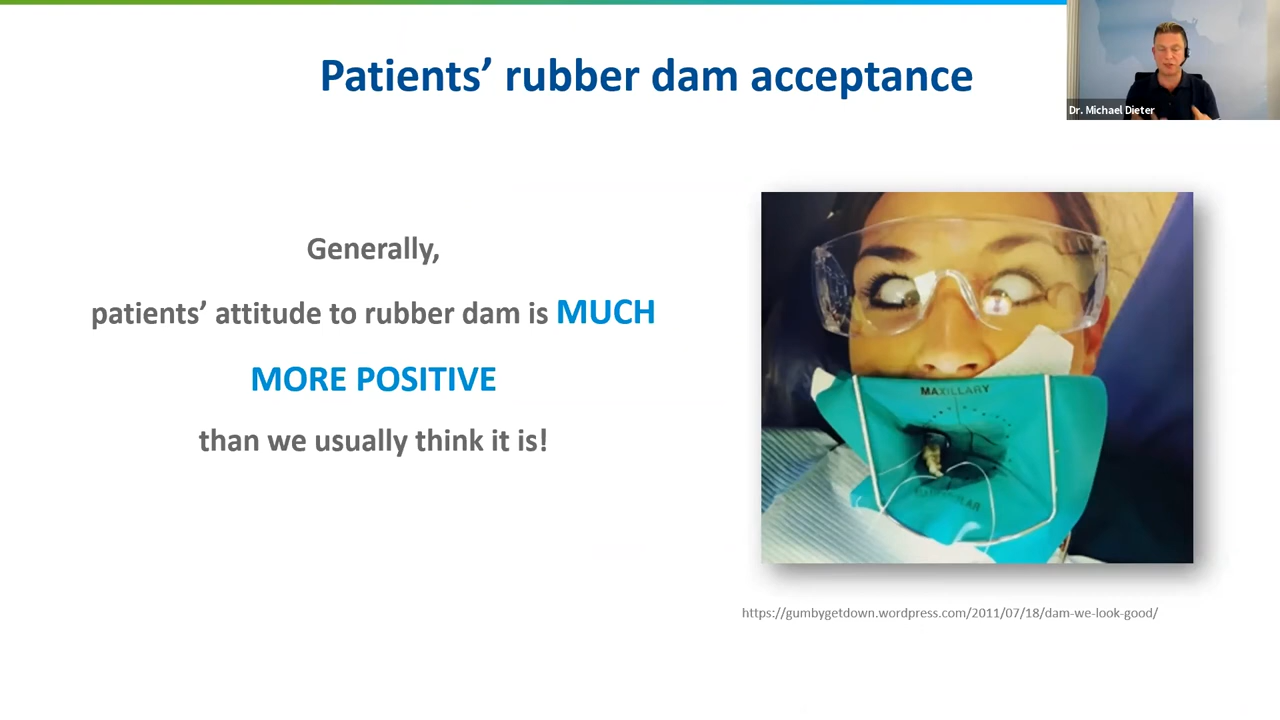 Patients’ rubber dam acceptance
Dr. Michael Dieter
Generally,
patients’ attitude to rubber dam is MUCH
MORE POSITIVE
than we usually think it is!
MAXILLARY
https://gumbygetdown.wordpress.com/2011/07/18/dam-we-look-good/